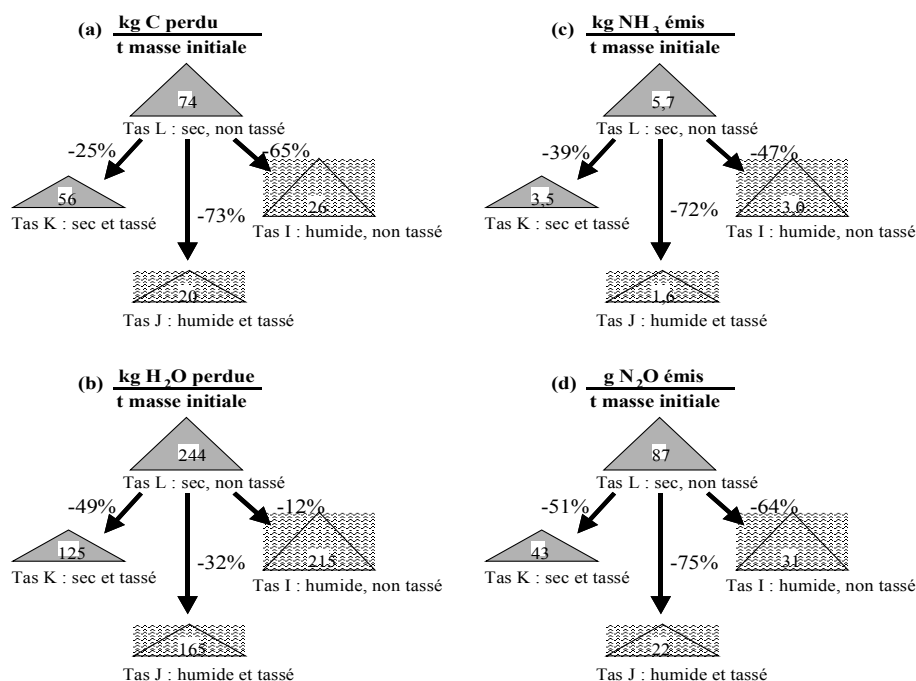 (a) kg C perdu
t masse initiale
74
Tas L : sec, non tassé
-25%
-65%
56
26
Tas K : sec et tassé
-73%
Tas I : humide, non tassé
20
Tas J : humide et tassé
(c) kg NH3 émis
t masse initiale
5,7
Tas L : sec, non tassé
-39%
-47%
3,5
3,0
Tas K : sec et tassé
-72%
Tas I : humide, non tassé
1,6
Tas J : humide et tassé
(b) kg H2O perdue
t masse initiale
244
Tas L : sec, non tassé
-49%
-12%
125
215
Tas K : sec et tassé
-32%
Tas I : humide, non tassé
165
Tas J : humide et tassé
(d) g N2O émis
t masse initiale
87
Tas L : sec, non tassé
-51%
-64%
43
31
Tas K : sec et tassé
-75%
Tas I : humide, non tassé
22
Tas J : humide et tassé